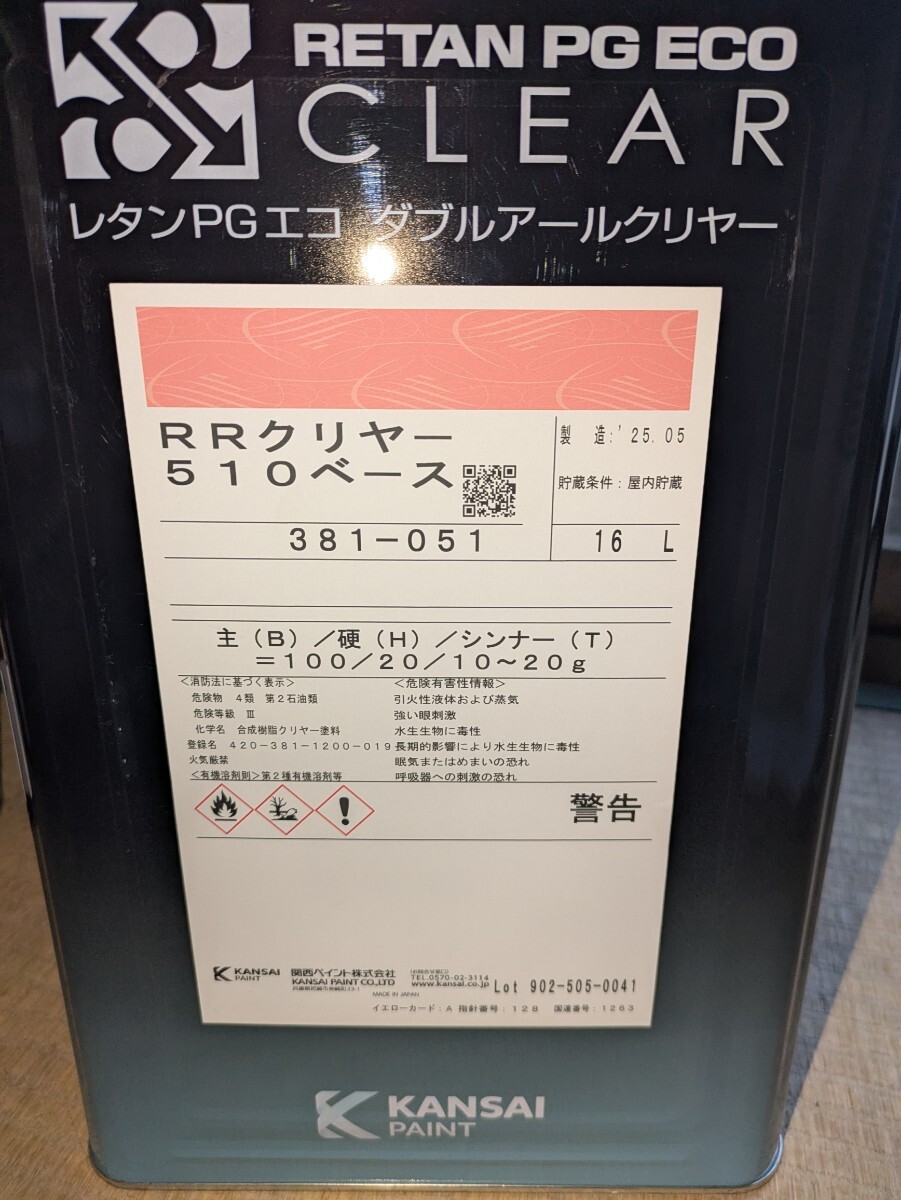 RETAN PG ECO
CLEAR
レタンPGエコ ダブルアールクリヤー
RRクリヤー
510ベース
製 造:'25.05
貯蔵条件:屋内貯蔵
381-051
16 L
主(B)/硬(H)/シンナー(T)
=100/20/10~20g
<消防法に基づく表示>
危険物 4類 第2石油類
危険等級 Ⅲ
化学名 合成樹脂クリヤー塗料
登録名 420-381-1200-019
火気厳禁
<有機溶剤則>第2種有機溶剤等
<危険有害性情報>
引火性液体および蒸気
強い眼刺激
水生生物に毒性
長期的影響により水生生物に毒性
眠気またはめまいの恐れ
呼吸器への刺激の恐れ
警告
KANSAI
PAINT
関西ペイント株式会社
KANSAI PAINT CO.,LTD
MADE IN JAPAN
TEL.0570-02-3114
www.kansai.co.jp
Lot 902-505-0041
イエローカード:A 指針番号:128 国連番号:1263
KANSAI
PAINT